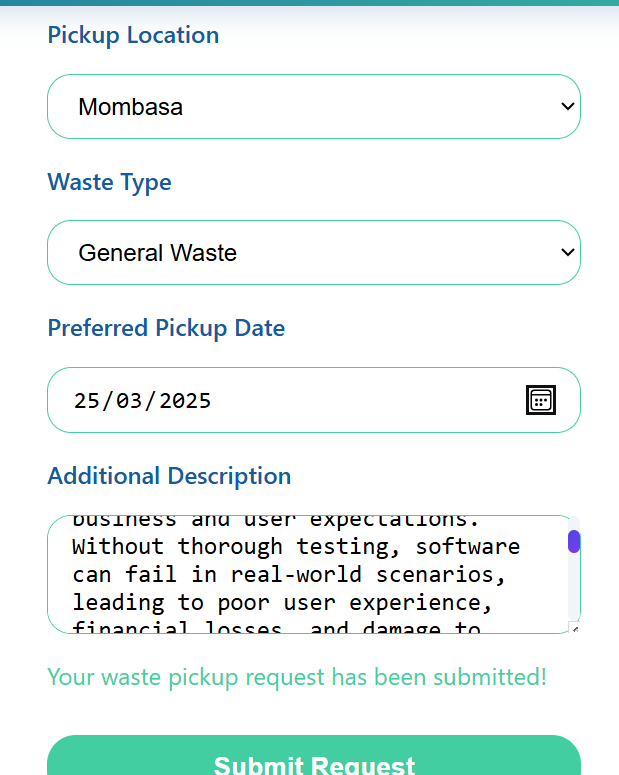 Pickup Location
Mombasa
Waste Type
General Waste
Preferred Pickup Date
25/03/2025
Additional Description
business and user expectations.
Without thorough testing, software
can fail in real-world scenarios,
leading to poor user experience,
financial losses, and damage to
Your waste pickup request has been submitted!
Submit Request